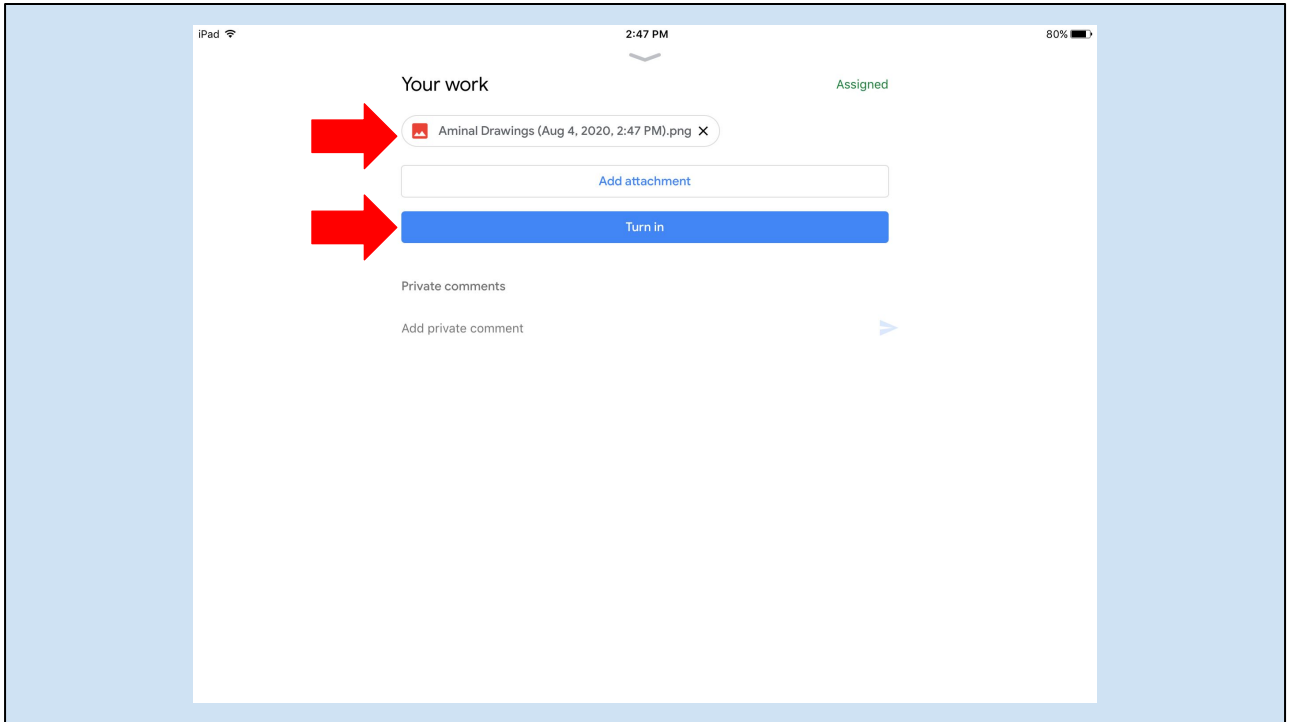 iPad 2:47 PM 80%
Your work Assigned
Aminal Drawings (Aug 4, 2020, 2:47 PM).png X
Add attachment
Turn in
Private comments
Add private comment